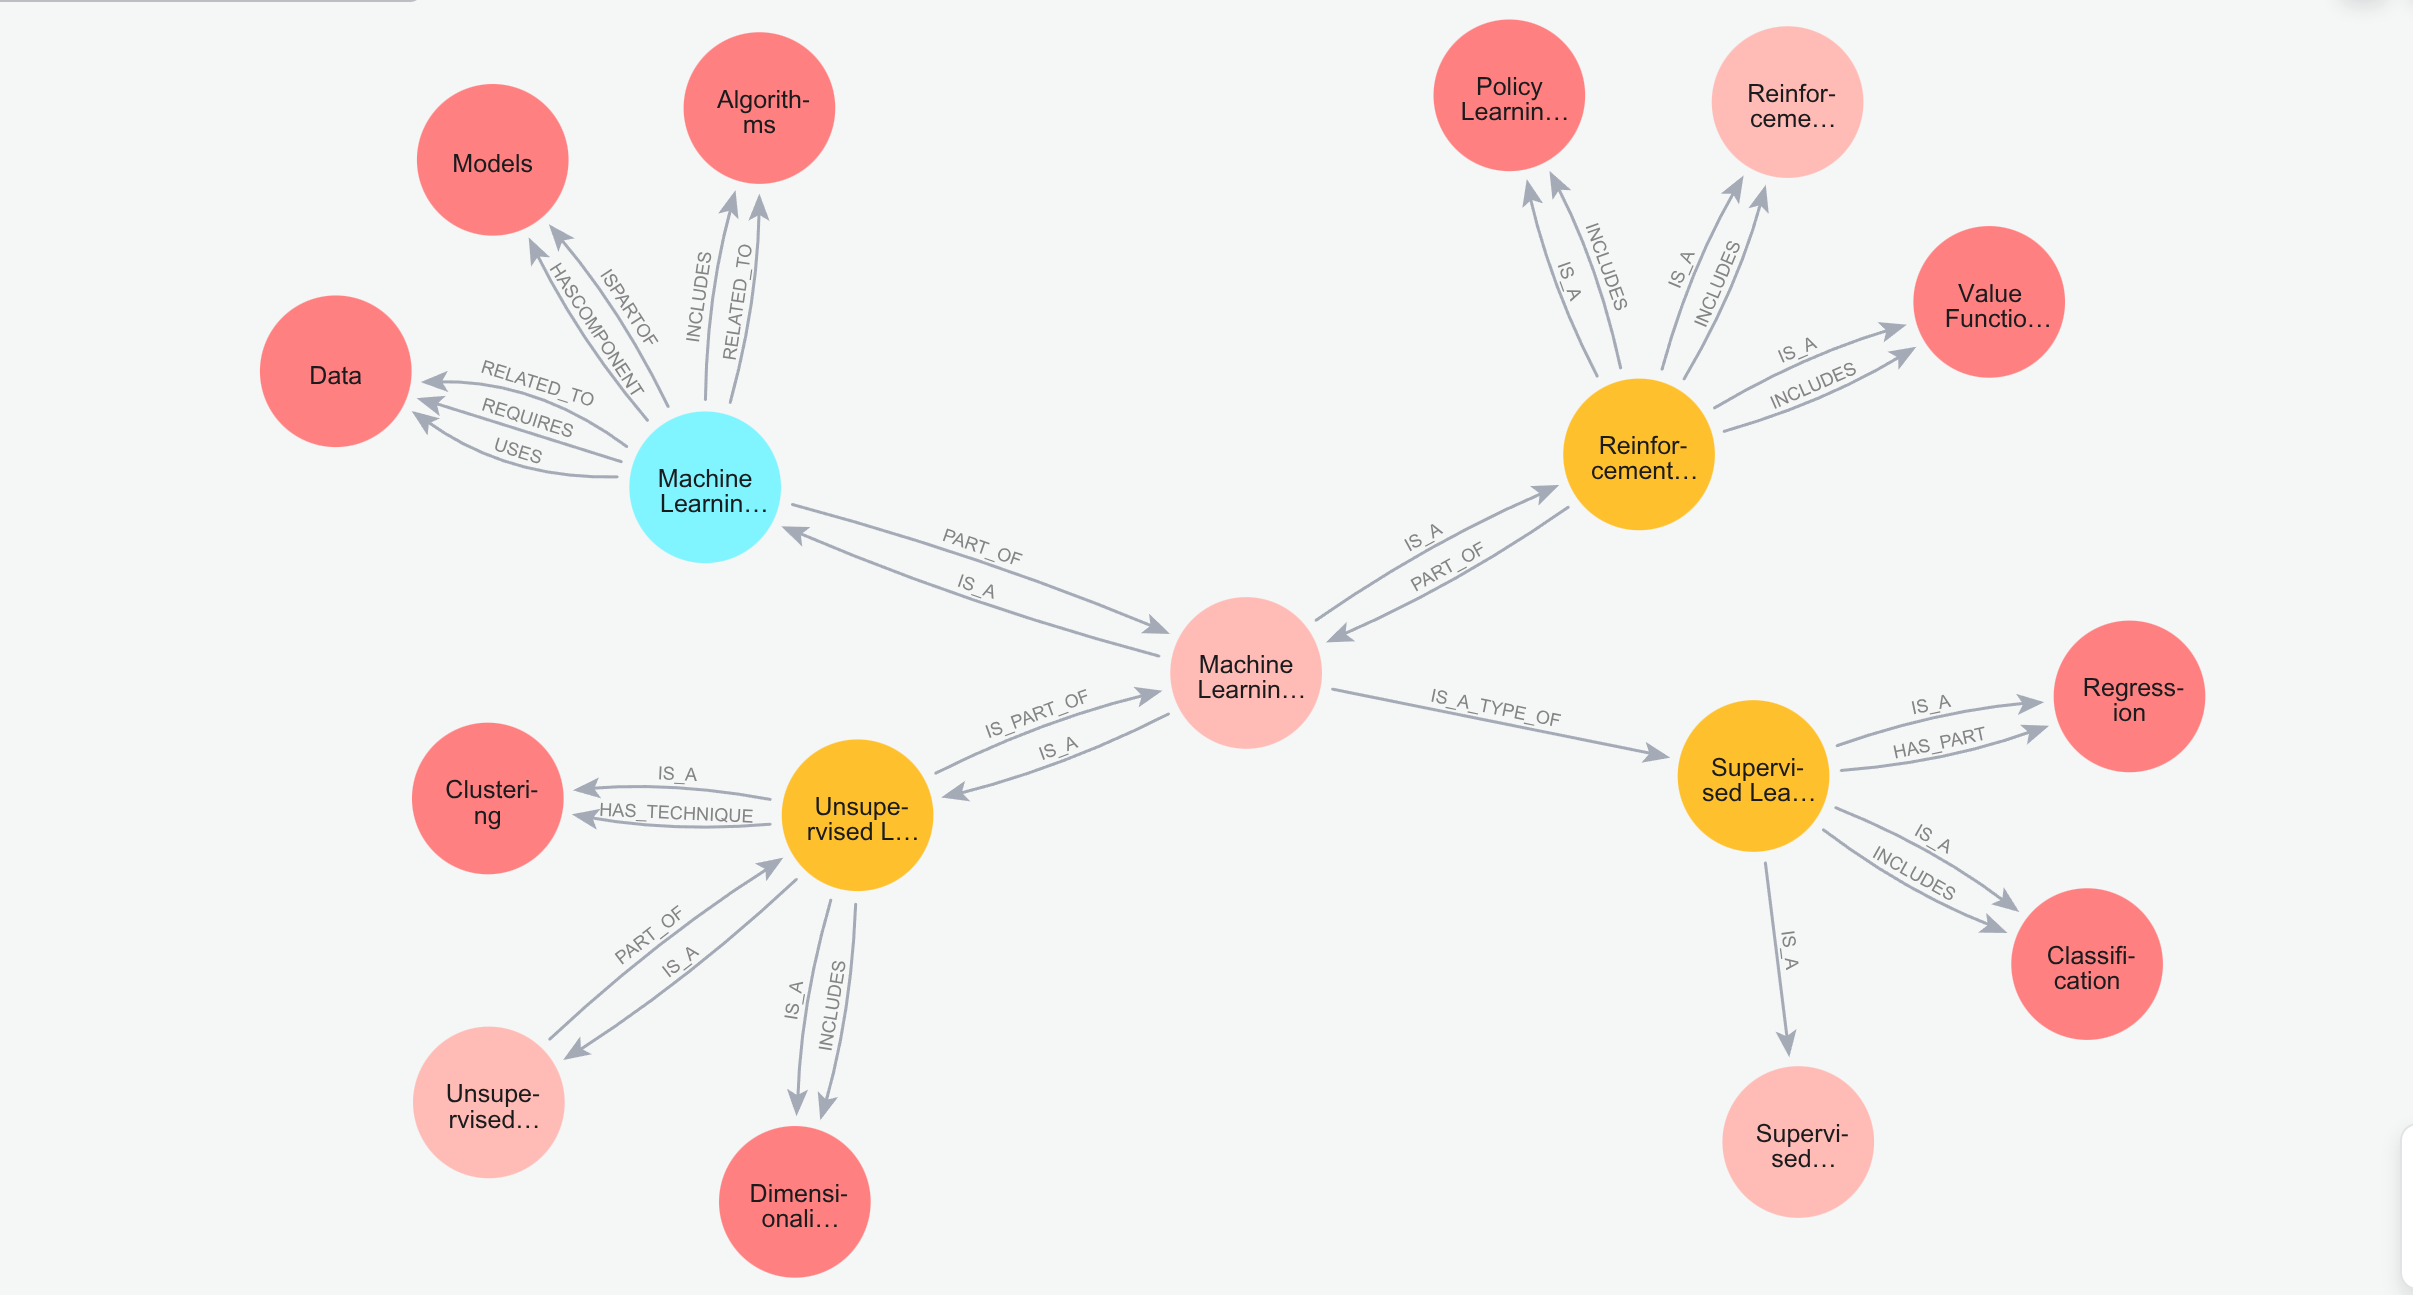 Algorith-
ms
Models
Data
INCLUDES
RELATED_TO
ISPARTOF
HASCOMPONENT
RELATED_TO
REQUIRES
USES
Machine
Learnin…
PART_OF
IS_A
Policy
Learnin…
Reinfor-
ceme…
Value
Functio…
IS_A
INCLUDES
IS_A
INCLUDES
IS_A
INCLUDES
Reinfor-
cement…
IS_A
PART_OF
Machine
Learnin…
IS_PART_OF
IS_A
IS_A_TYPE_OF
Clusteri-
ng
IS_A
HAS_TECHNIQUE
Unsupe-
rvised L…
PART_OF
IS_A
IS_A
INCLUDES
Unsupe-
rvised…
Dimensi-
onali…
Supervi-
sed Lea…
IS_A
HAS_PART
Regress-
ion
IS_A
INCLUDES
Classifi-
cation
IS_A
Supervi-
sed…